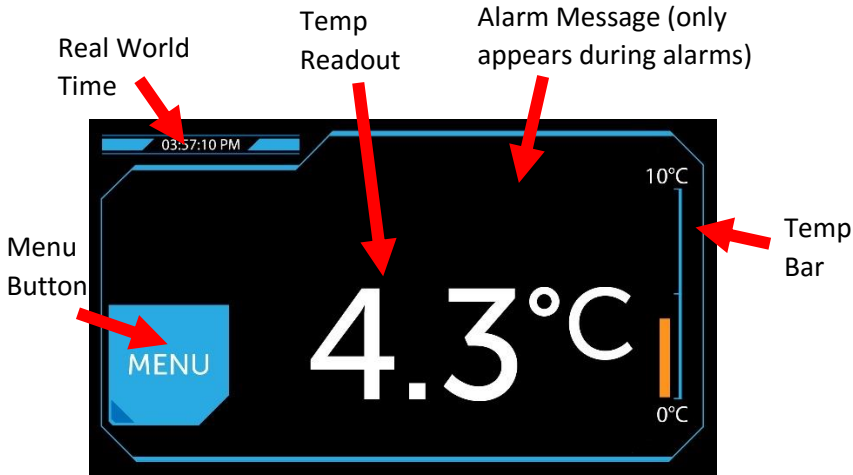 Real World
Time
Temp
Readout
Alarm Message (only
appears during alarms)
03:57:10 PM
10°C
Menu
Button
Temp
Bar
MENU
4.3°C
0°C